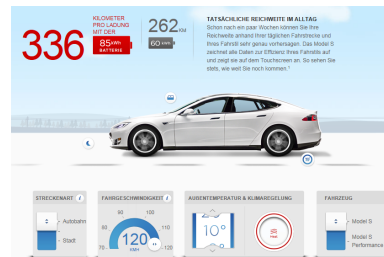 336
KILOMETER
PRO LADUNG
MIT DER
85 kWh
BATTERIE
262 KM
60 kWh
TATSÄCHLICHE REICHWEITE IM ALLTAG
Schon nach ein paar Wochen können Sie Ihre
Reichweite anhand Ihrer täglichen Fahrstrecke und
Ihres Fahrstil sehr genau vorhersagen. Das Model S
zeichnet alle Daten zur Effizienz Ihres Fahrstils auf
und zeigt sie auf dem Touchscreen an. So sehen Sie
stets, wie weit Sie noch kommen.
STRECKENART i
Autobahn
Stadt
FAHRGESCHWINDIGKEIT i
90 100
80 110
70 120
120
KM/H
AUßENTEMPERATUR & KLIMAREGELUNG
10°
FAHRZEUG
Model S
Model S
Performance